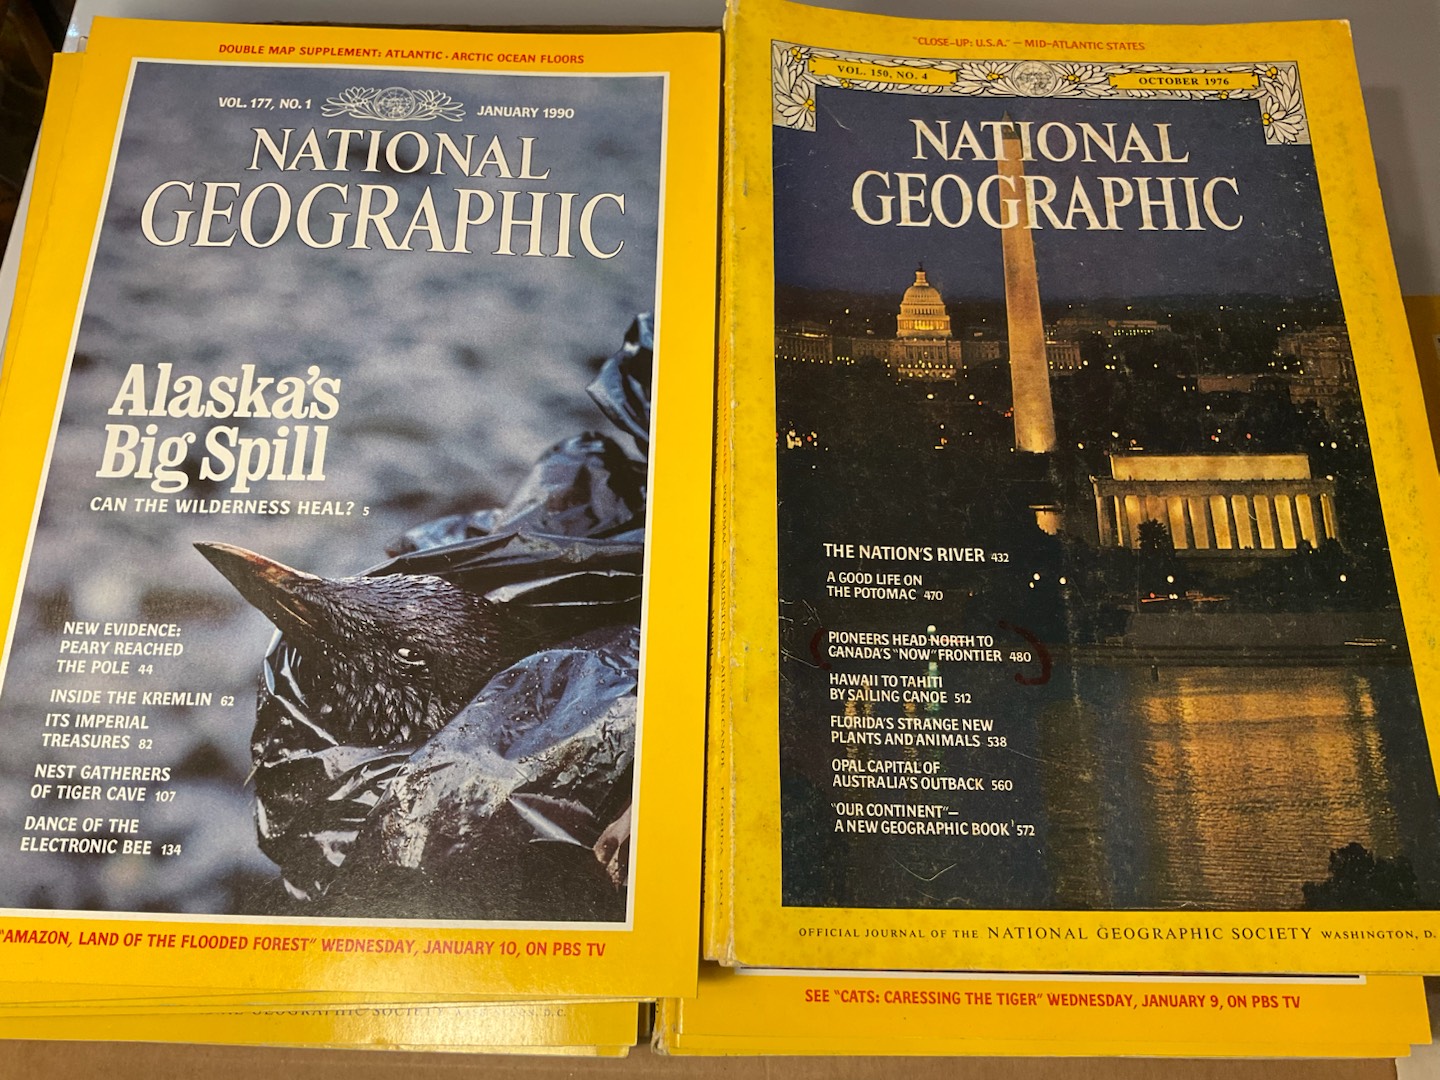 DOUBLE MAP SUPPLEMENT: ATLANTIC · ARCTIC OCEAN FLOORS
VOL. 177, NO. 1
JANUARY 1990
NATIONAL
GEOGRAPHIC
Alaska's
Big Spill
CAN THE WILDERNESS HEAL? 5
NEW EVIDENCE:
PEARY REACHED
THE POLE 44
INSIDE THE KREMLIN 62
ITS IMPERIAL
TREASURES 82
NEST GATHERERS
OF TIGER CAVE 107
DANCE OF THE
ELECTRONIC BEE 134
"AMAZON, LAND OF THE FLOODED FOREST" WEDNESDAY, JANUARY 10, ON PBS TV
GEOGRAPHIC SOCIETY WASHINGTON, D.C.
"CLOSE-UP: U.S.A." — MID-ATLANTIC STATES
VOL. 150, NO. 4
OCTOBER 1976
NATIONAL
GEOGRAPHIC
THE NATION'S RIVER 432
A GOOD LIFE ON
THE POTOMAC 470
PIONEERS HEAD NORTH TO
CANADA'S "NOW" FRONTIER 480
HAWAII TO TAHITI
BY SAILING CANOE 512
FLORIDA'S STRANGE NEW
PLANTS AND ANIMALS 538
OPAL CAPITAL OF
AUSTRALIA'S OUTBACK 560
"OUR CONTINENT"—
A NEW GEOGRAPHIC BOOK 572
OFFICIAL JOURNAL OF THE NATIONAL GEOGRAPHIC SOCIETY WASHINGTON, D.
SEE "CATS: CARESSING THE TIGER" WEDNESDAY, JANUARY 9, ON PBS TV